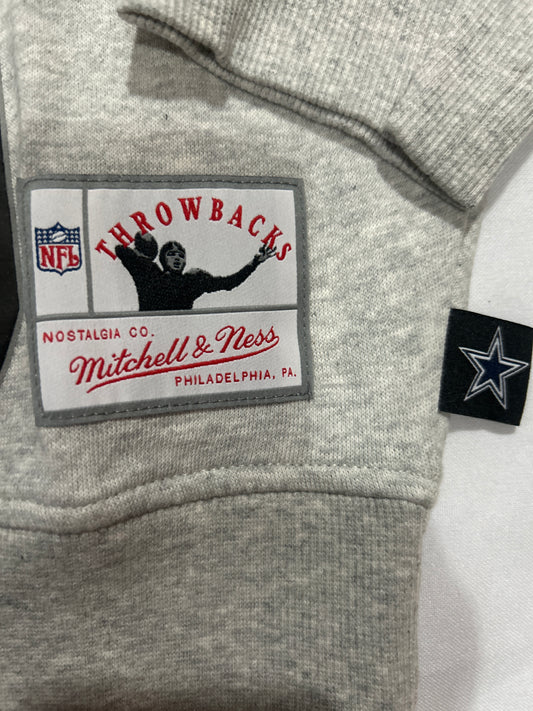 THROWBACKS
NFL
NOSTALGIA CO.
Mitchell & Ness
PHILADELPHIA, PA.